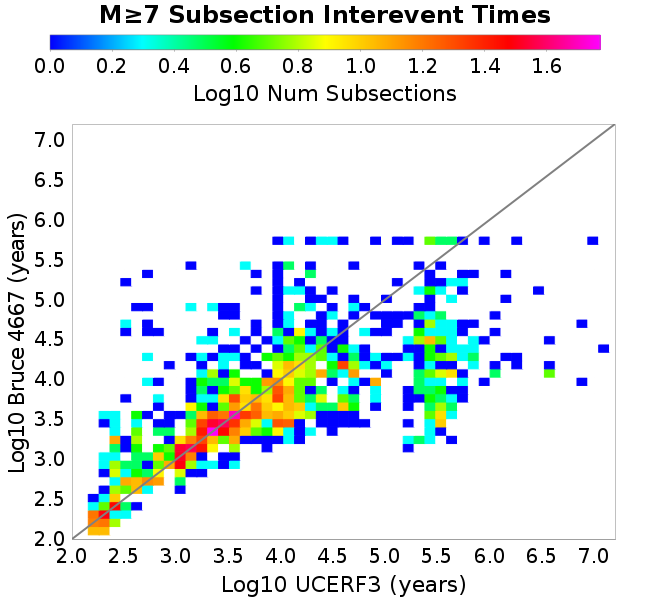 M≥7 Subsection Interevent Times
0.0 0.2 0.4 0.6 0.8 1.0 1.2 1.4 1.6
Log10 Num Subsections
Log10 Bruce 4667 (years)
7.0
6.5
6.0
5.5
5.0
4.5
4.0
3.5
3.0
2.5
2.0
2.0 2.5 3.0 3.5 4.0 4.5 5.0 5.5 6.0 6.5 7.0
Log10 UCERF3 (years)